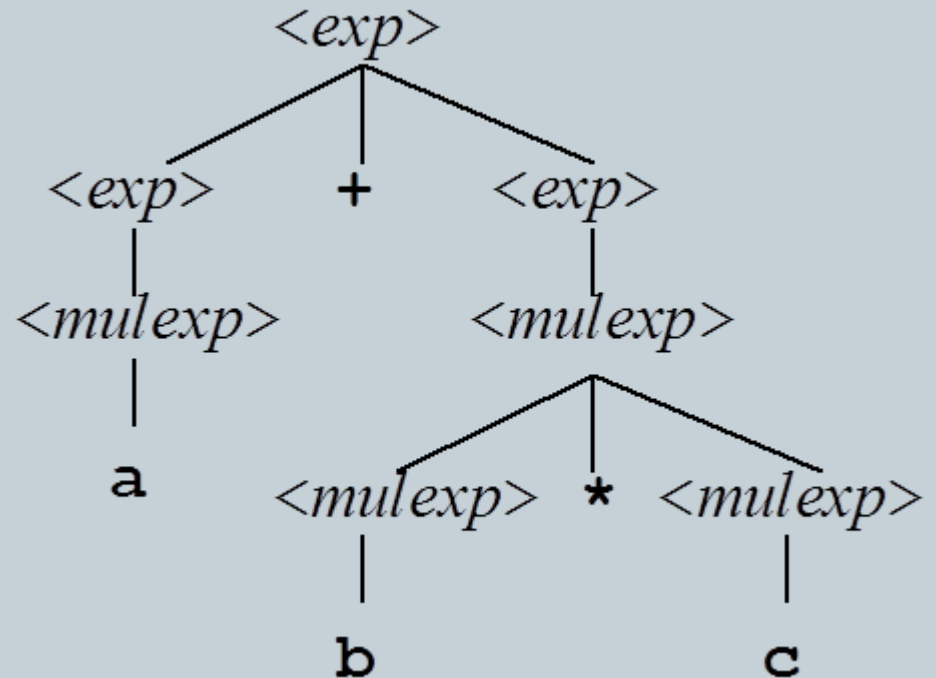 <exp>
<exp> + <exp>
<mulexp> <mulexp>
a
<mulexp> * <mulexp>
b c